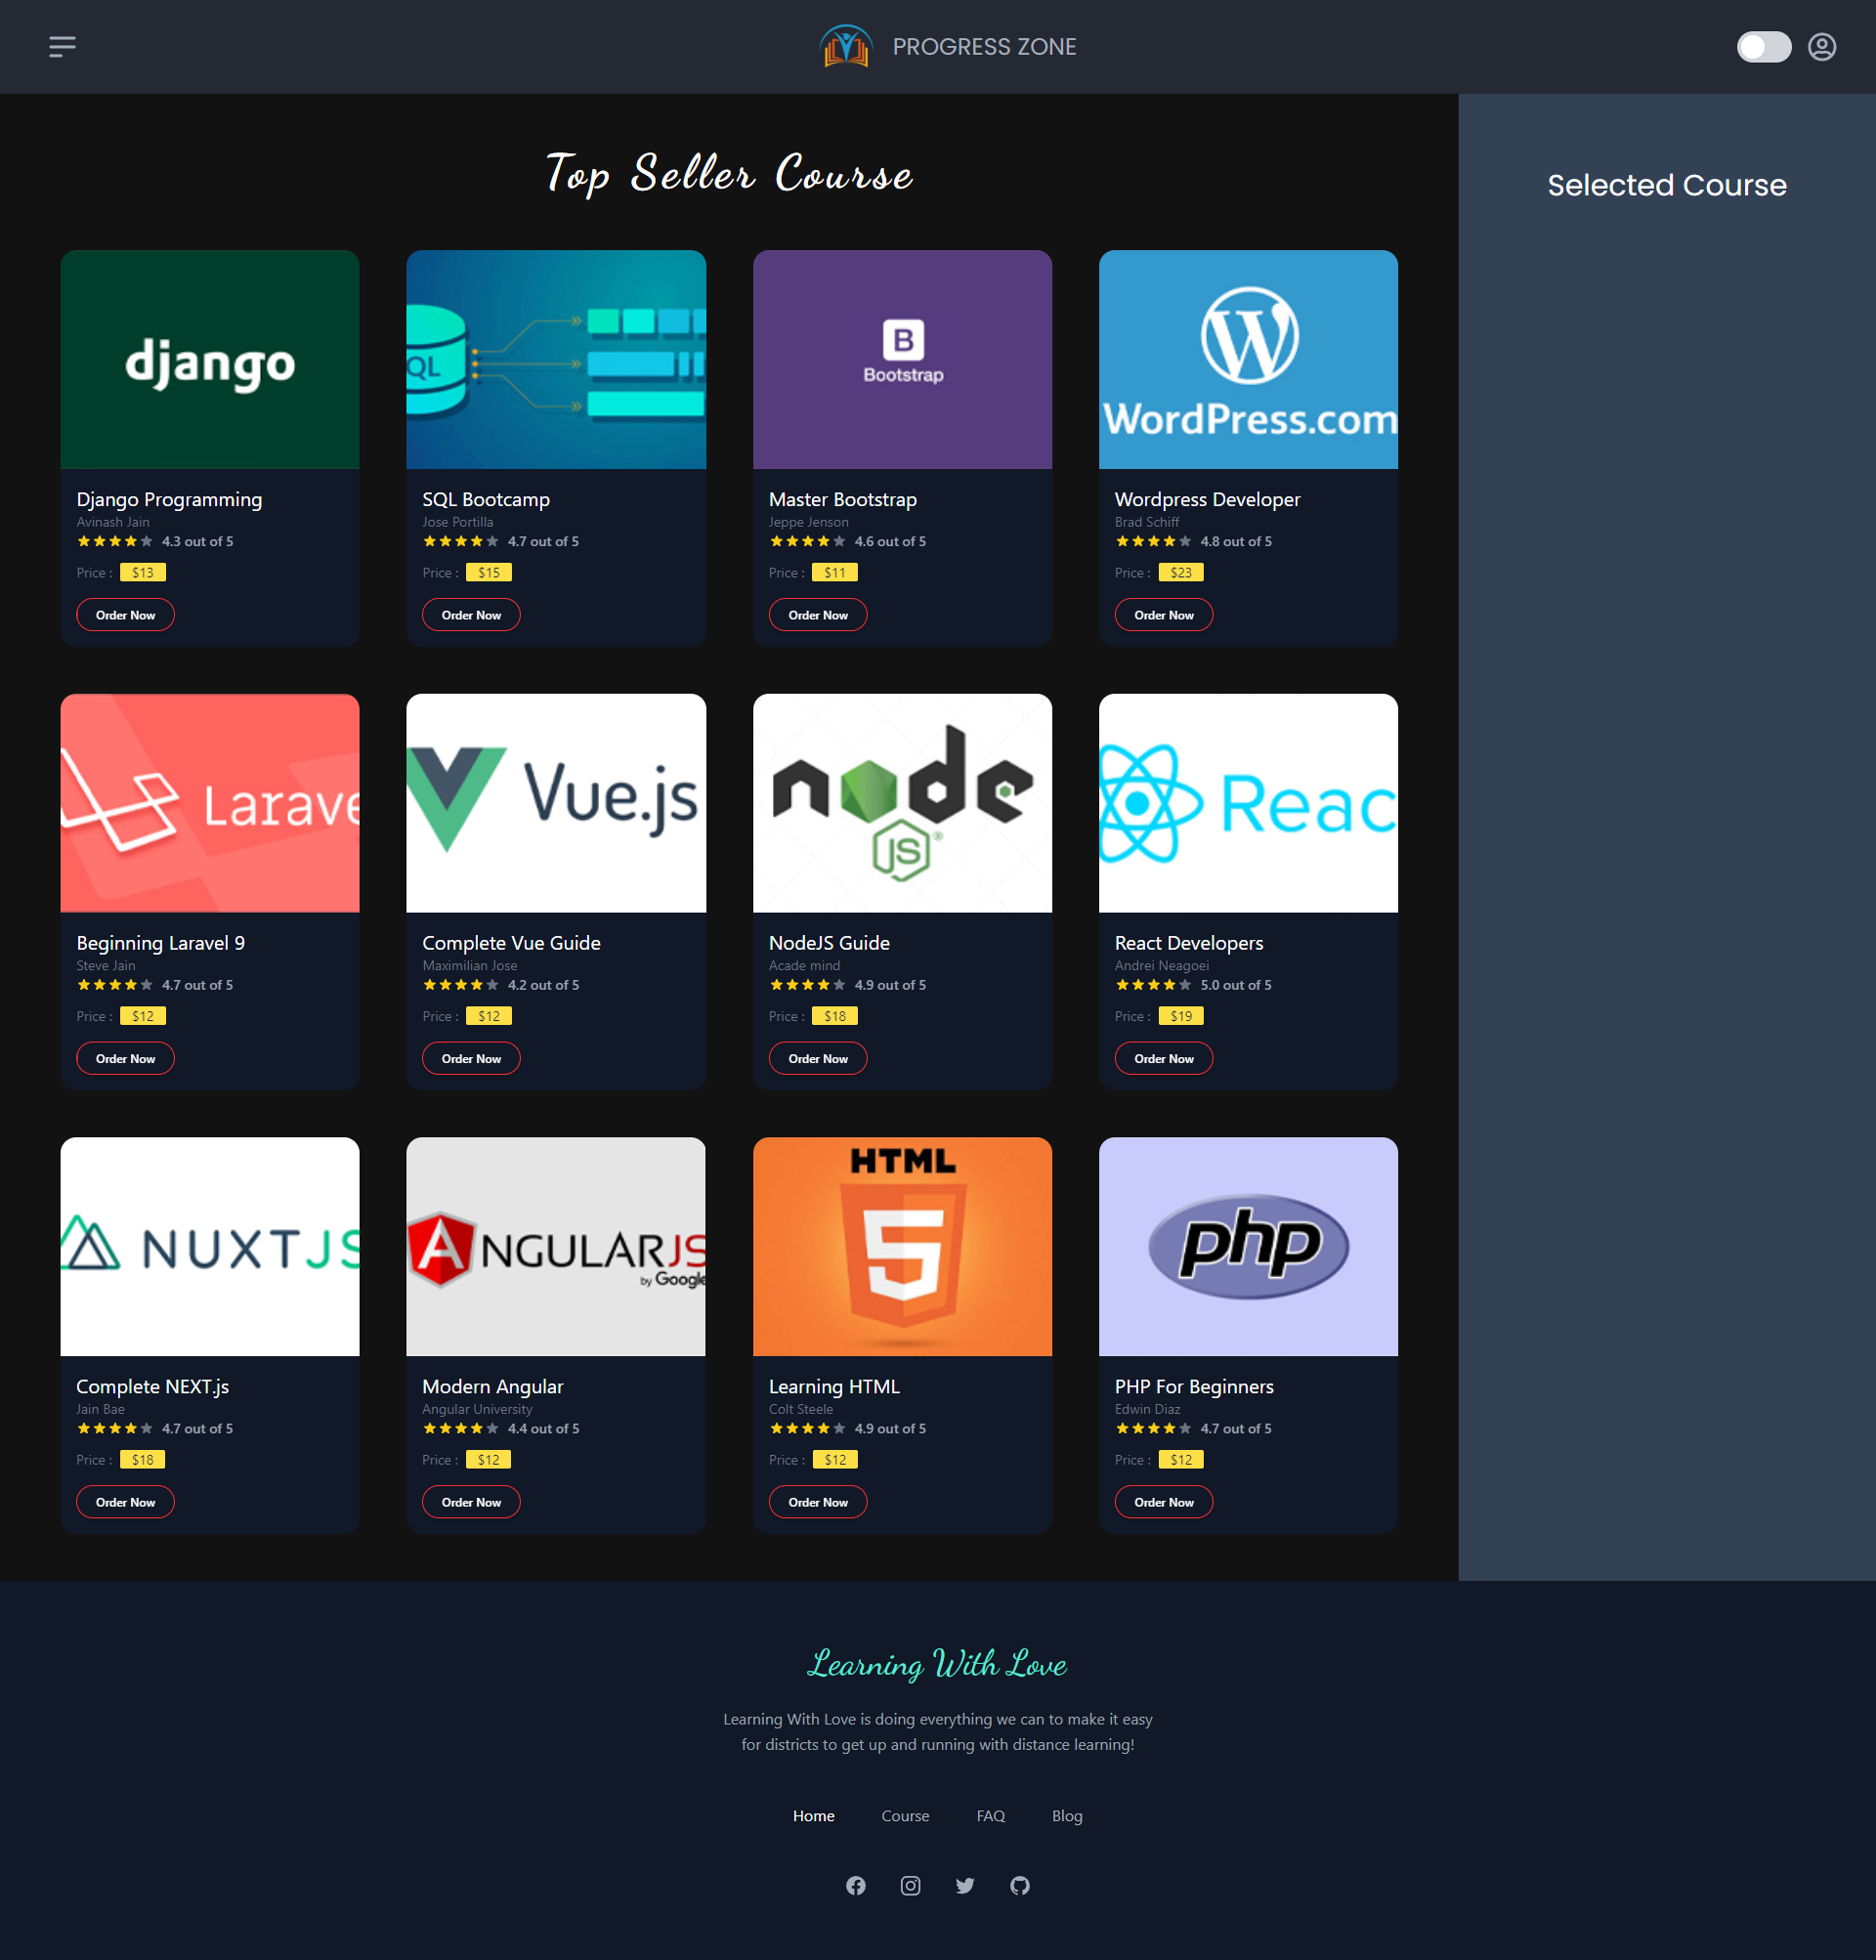 PROGRESS ZONE
Top Seller Course
Selected Course
django
QL
B
Bootstrap
W
WordPress.com
Django Programming
Avinash Jain
4.3 out of 5
Price : $13
Order Now
SQL Bootcamp
Jose Portilla
4.7 out of 5
Price : $15
Order Now
Master Bootstrap
Jeppe Jenson
4.6 out of 5
Price : $11
Order Now
Wordpress Developer
Brad Schiff
4.8 out of 5
Price : $23
Order Now
Larave
Vue.js
node
JS®
Reac
Beginning Laravel 9
Steve Jain
4.7 out of 5
Price : $12
Order Now
Complete Vue Guide
Maximilian Jose
4.2 out of 5
Price : $12
Order Now
NodeJS Guide
Acade mind
4.9 out of 5
Price : $18
Order Now
React Developers
Andrei Neagoei
5.0 out of 5
Price : $19
Order Now
NUXTJS
ANGULARJS
by Google
HTML
5
php
Complete NEXT.js
Jain Bae
4.7 out of 5
Price : $18
Order Now
Modern Angular
Angular University
4.4 out of 5
Price : $12
Order Now
Learning HTML
Colt Steele
4.9 out of 5
Price : $12
Order Now
PHP For Beginners
Edwin Diaz
4.7 out of 5
Price : $12
Order Now
Learning With Love
Learning With Love is doing everything we can to make it easy
for districts to get up and running with distance learning!
Home Course FAQ Blog